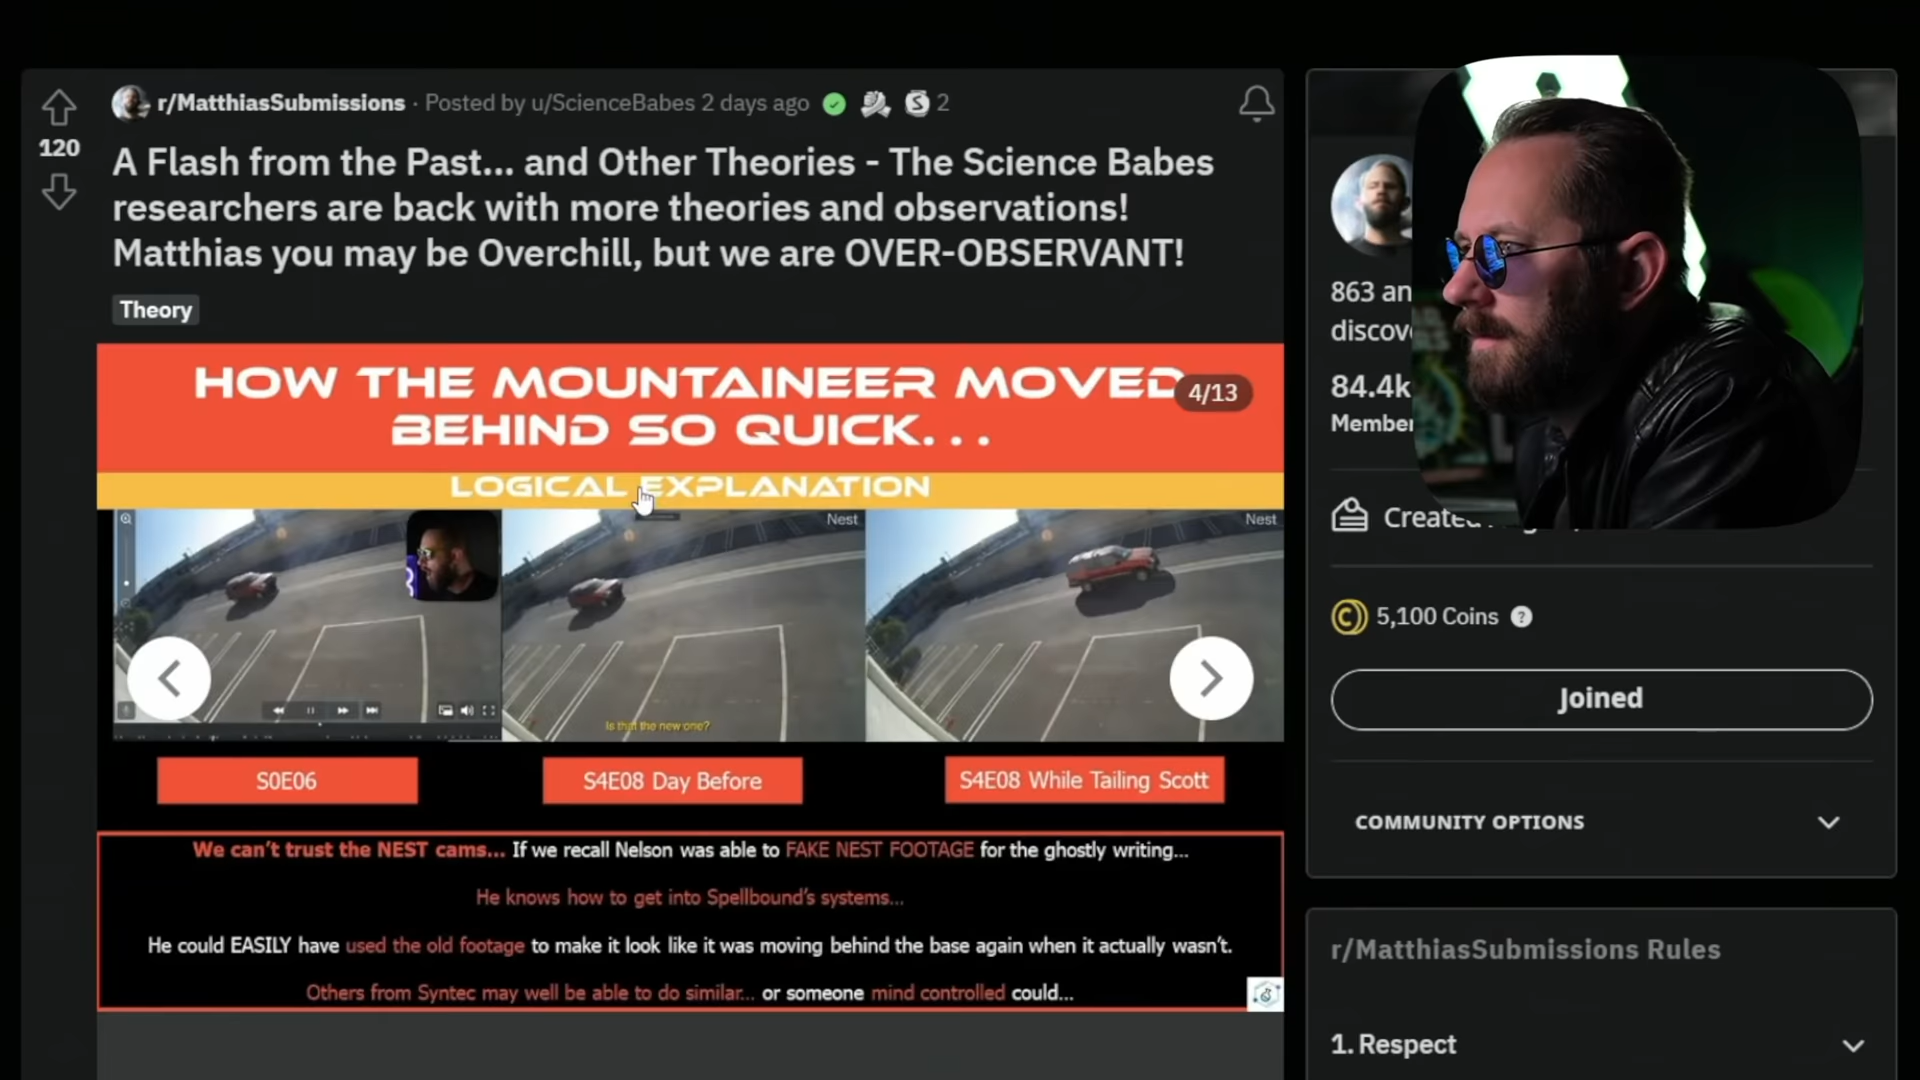 r/MatthiasSubmissions · Posted by u/ScienceBabes 2 days ago 2
120
A Flash from the Past... and Other Theories - The Science Babes
researchers are back with more theories and observations!
Matthias you may be Overchill, but we are OVER-OBSERVANT!
Theory
HOW THE MOUNTAINEER MOVED
4/13
BEHIND SO QUICK...
LOGICAL EXPLANATION
Nest
Nest
Is that the new one?
S0E06
S4E08 Day Before
S4E08 While Tailing Scott
We can't trust the NEST cams... If we recall Nelson was able to FAKE NEST FOOTAGE for the ghostly writing...
He knows how to get into Spellbound's systems...
He could EASILY have used the old footage to make it look like it was moving behind the base again when it actually wasn't.
Others from Syntec may well be able to do similar... or someone mind controlled could...
863 an
discov
84.4k
Member
Created
5,100 Coins ?
Joined
COMMUNITY OPTIONS
r/MatthiasSubmissions Rules
1. Respect